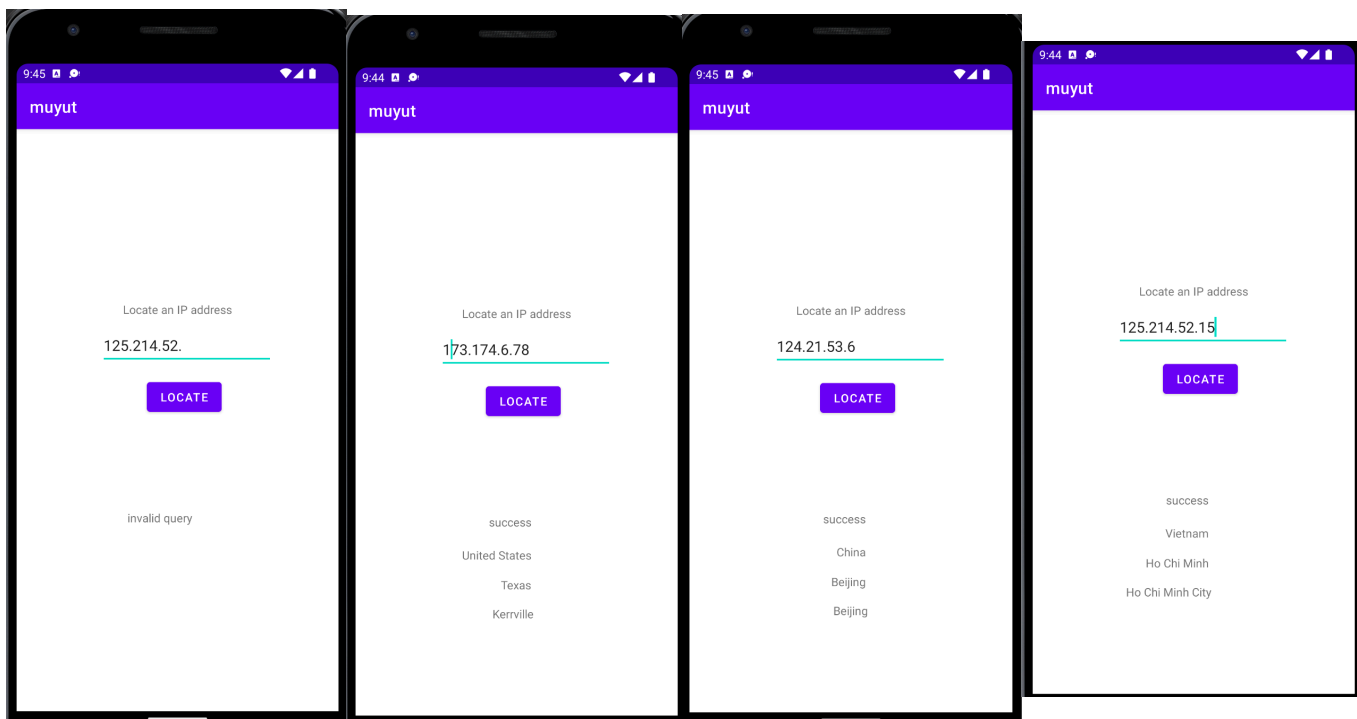 9:45
muyut
Locate an IP address
125.214.52.
LOCATE
invalid query
9:44
muyut
Locate an IP address
173.174.6.78
LOCATE
success
United States
Texas
Kerrville
9:45
muyut
Locate an IP address
124.21.53.6
LOCATE
success
China
Beijing
Beijing
9:44
muyut
Locate an IP address
125.214.52.15
LOCATE
success
Vietnam
Ho Chi Minh
Ho Chi Minh City